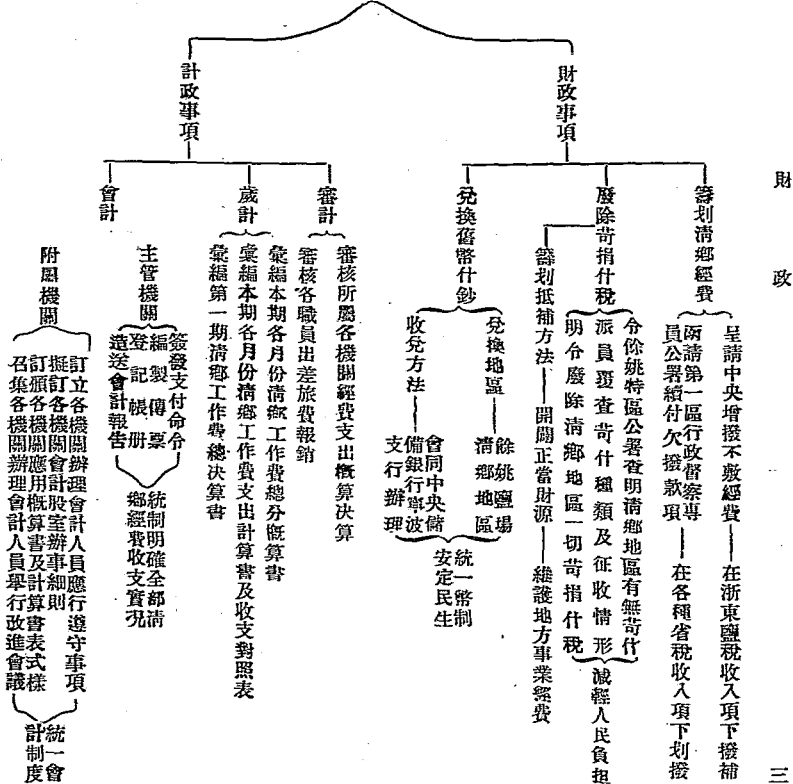 財政
財政事項
籌划清鄉經費
呈請中央增撥不敷經費
在浙東鹽稅收入項下撥補
函請第一區行政督察專
員公署續付欠撥款項
在各種省稅收入項下划撥
廢除苛捐什稅
令餘姚特區公署查明清鄉地區有無苛什
派員覆查苛什種類及征收情形
明令廢除清鄉地區一切苛捐什稅
減輕人民負担
籌划抵補方法
開闢正當財源
維護地方事業經費
兌換舊幣什鈔
兌換地區
餘姚鹽場
清鄉地區
收兌方法
會同中央儲
備銀行寧波
支行辦理
統一幣制
安定民生
計政事項
審計
審核所屬各機關經費支出概算決算
審核各職員出差旅費報銷
歲計
彙編本期各月份清鄉工作費總分概算書
彙編本期各月份清鄉工作費支出計算書及收支對照表
彙編第一期清鄉工作費總決算書
會計
主管機關
簽發支付命令
編製傳票
登記帳册
造送會計報告
統制明確全部清
鄉經費收支實况
附屬機關
訂立各機關辦理會計人員應行遵守事項
擬訂各機關會計股室辦事細則
訂頒各機關應用概算書及計算書表式樣
召集各機關辦理會計人員舉行改進會議
統一會
計制度
三